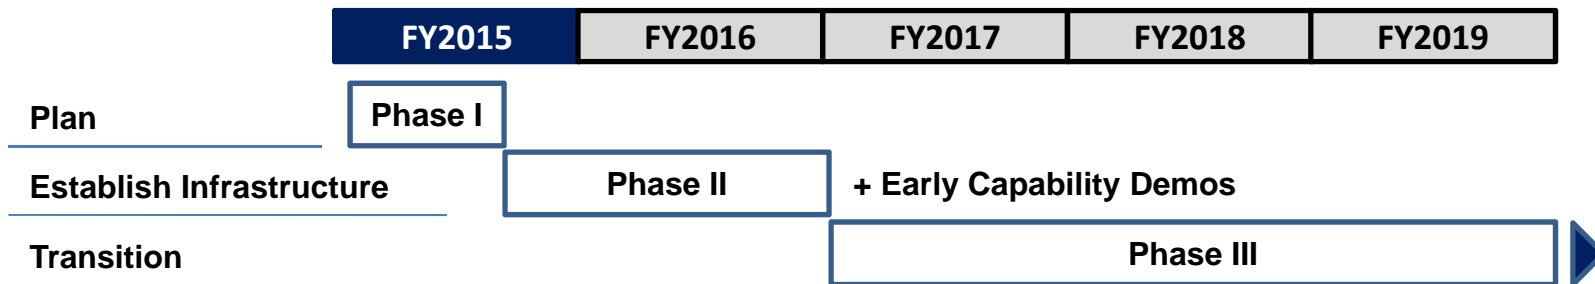 FY2015 FY2016 FY2017 FY2018 FY2019
Plan Phase I
Establish Infrastructure Phase II + Early Capability Demos
Transition Phase III